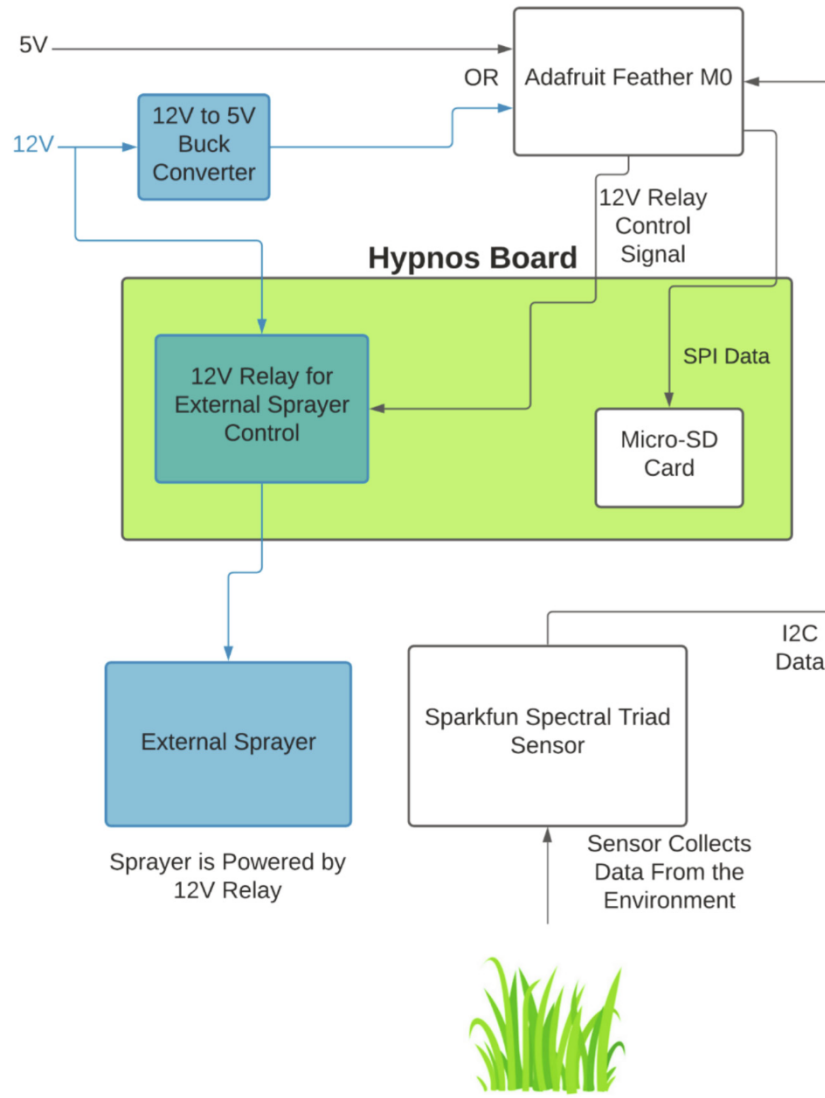 5V
OR
Adafruit Feather M0
12V
12V to 5V
Buck
Converter
12V Relay
Control
Signal
Hypnos Board
12V Relay for
External Sprayer
Control
SPI Data
Micro-SD
Card
I2C
Data
External Sprayer
Sparkfun Spectral Triad
Sensor
Sprayer is Powered by
12V Relay
Sensor Collects
Data From the
Environment